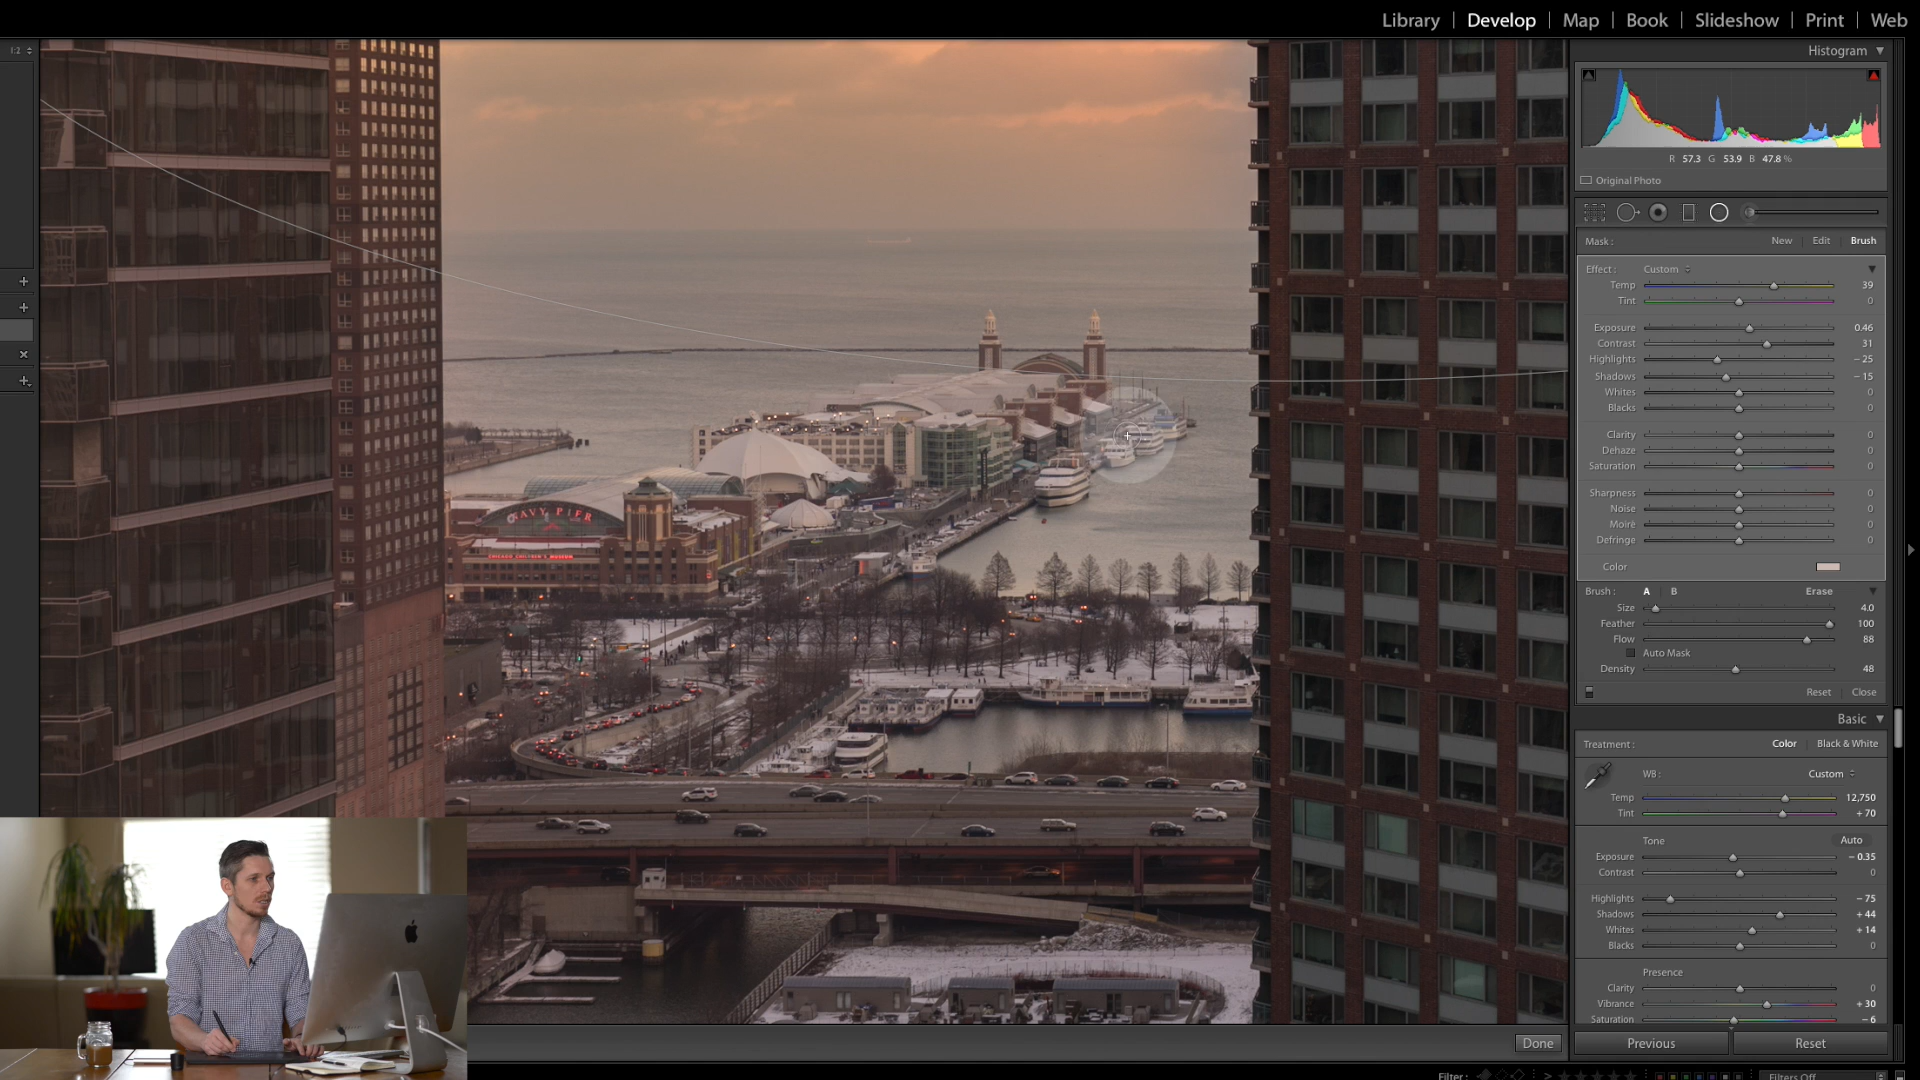 Library | Develop | Map | Book | Slideshow | Print | Web
1:2
Histogram
R 57.3 G 53.9 B 47.8 %
Original Photo
Mask : New Edit Brush
Effect : Custom
Temp 39
Tint 0
Exposure 0.46
Contrast 31
Highlights − 25
Shadows − 15
Whites 0
Blacks 0
Clarity 0
Dehaze 0
Saturation 0
Sharpness 0
Noise 0
Moiré 0
Defringe 0
Color
Brush : A B Erase
Size 4.0
Feather 100
Flow 88
Auto Mask
Density 48
Reset Close
Basic
Treatment : Color Black & White
WB : Custom
Temp 12,750
Tint + 70
Tone Auto
Exposure − 0.35
Contrast 0
Highlights − 75
Shadows + 44
Whites + 14
Blacks 0
Presence
Clarity 0
Vibrance + 30
Saturation − 6
Done Previous Reset
Filter : Filters Off
NAVY PIER
CHICAGO CHILDREN'S MUSEUM